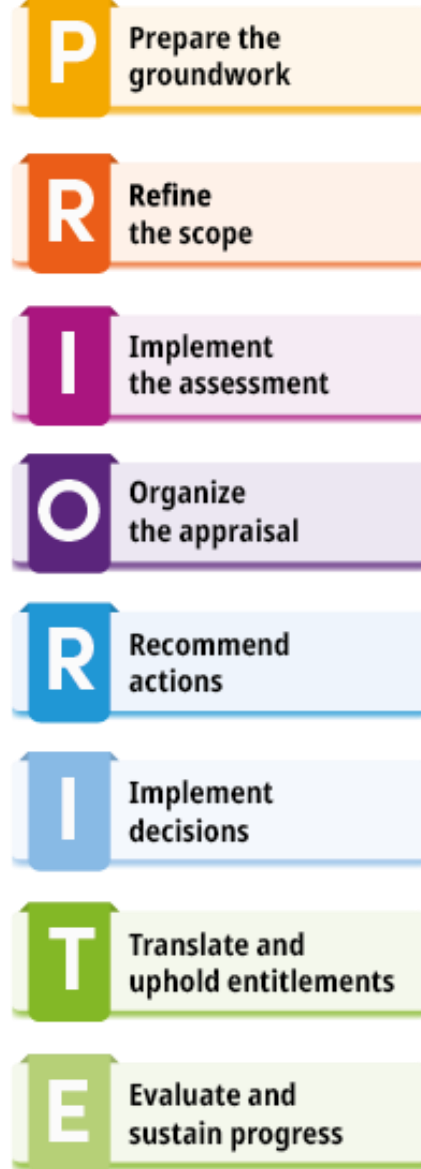 P
Prepare the
groundwork
R
Refine
the scope
I
Implement
the assessment
O
Organize
the appraisal
R
Recommend
actions
I
Implement
decisions
T
Translate and
uphold entitlements
E
Evaluate and
sustain progress